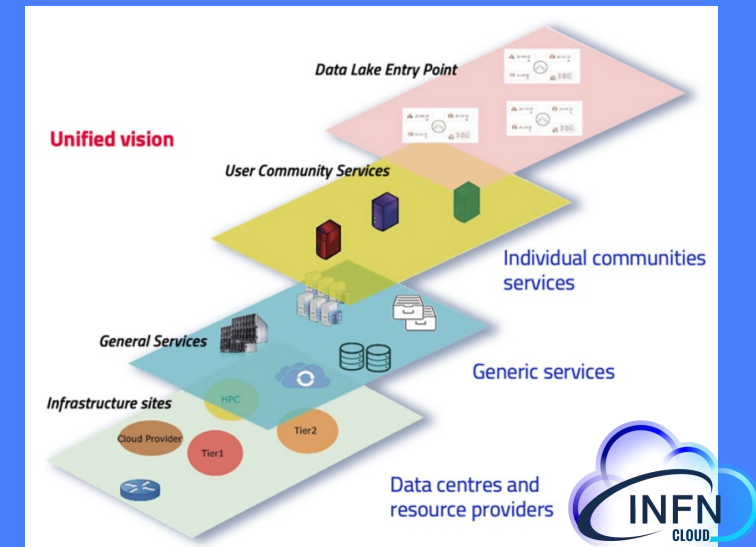 Data Lake Entry Point
Unified vision
User Community Services
Individual communities
services
General Services
Generic services
Infrastructure sites
HPC
Cloud Provider
Tier1
Tier2
Data centres and
resource providers
INFN
CLOUD